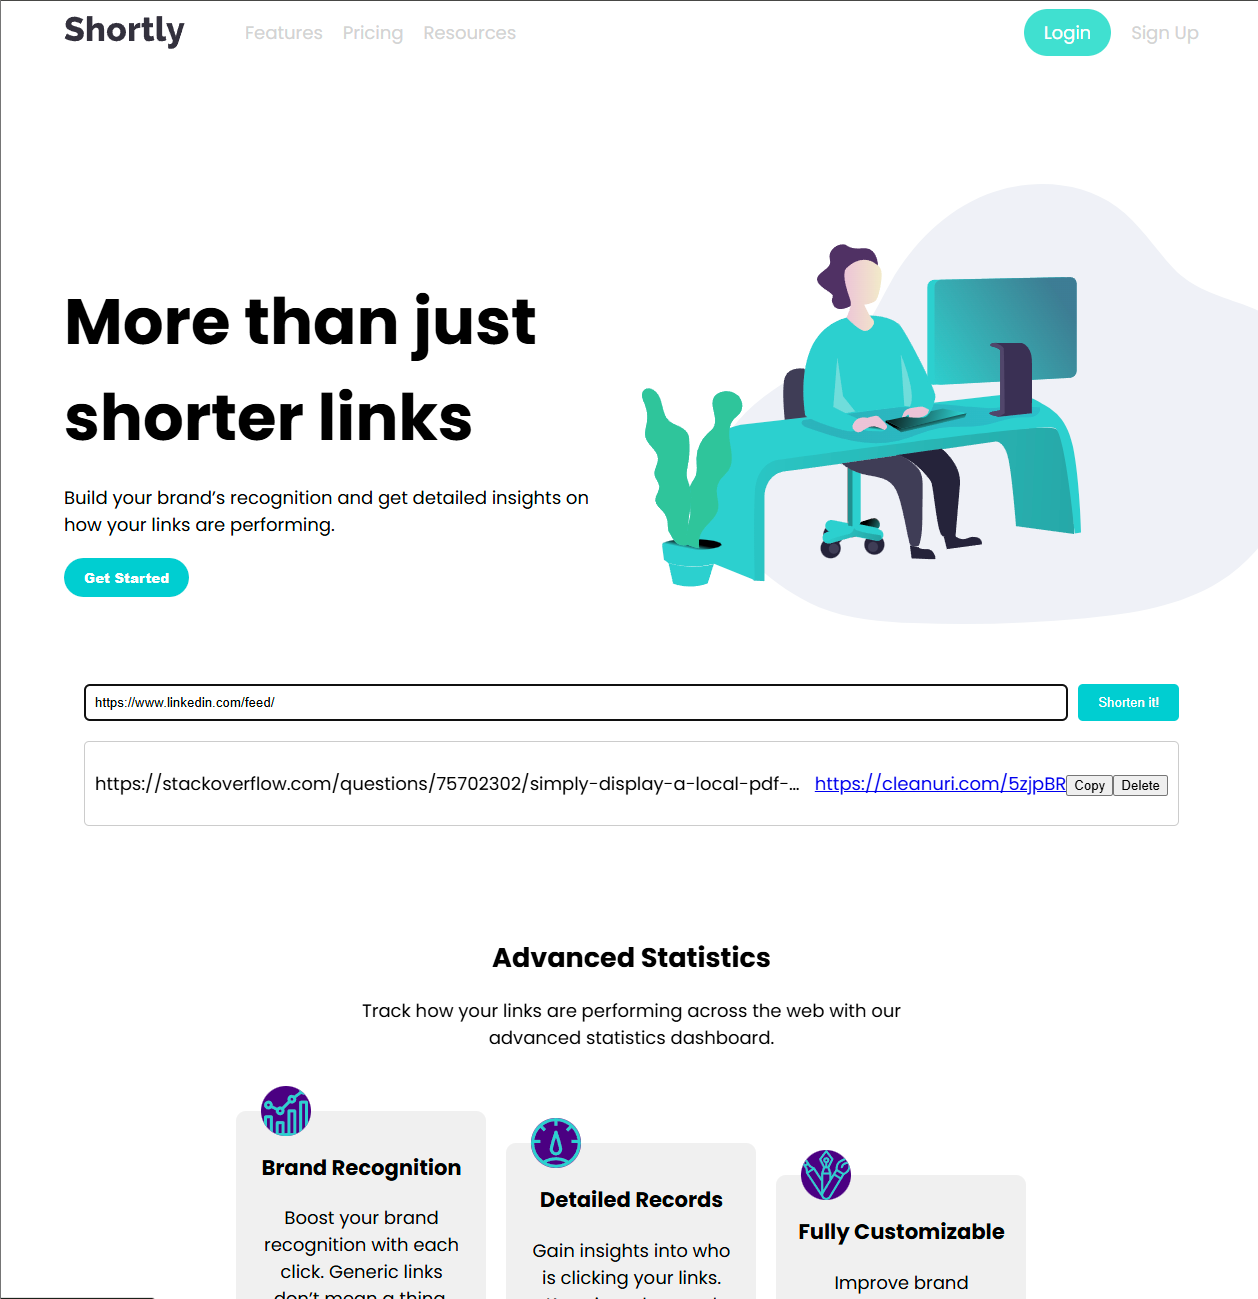 Shortly
Features Pricing Resources
Login Sign Up
More than just
shorter links
Build your brand’s recognition and get detailed insights on
how your links are performing.
Get Started
https://www.linkedin.com/feed/
Shorten it!
https://stackoverflow.com/questions/75702302/simply-display-a-local-pdf-...
https://cleanuri.com/5zjpBR
Copy
Delete
Advanced Statistics
Track how your links are performing across the web with our
advanced statistics dashboard.
Brand Recognition
Boost your brand
recognition with each
click. Generic links
don’t mean a thing.
Detailed Records
Gain insights into who
is clicking your links.
Fully Customizable
Improve brand